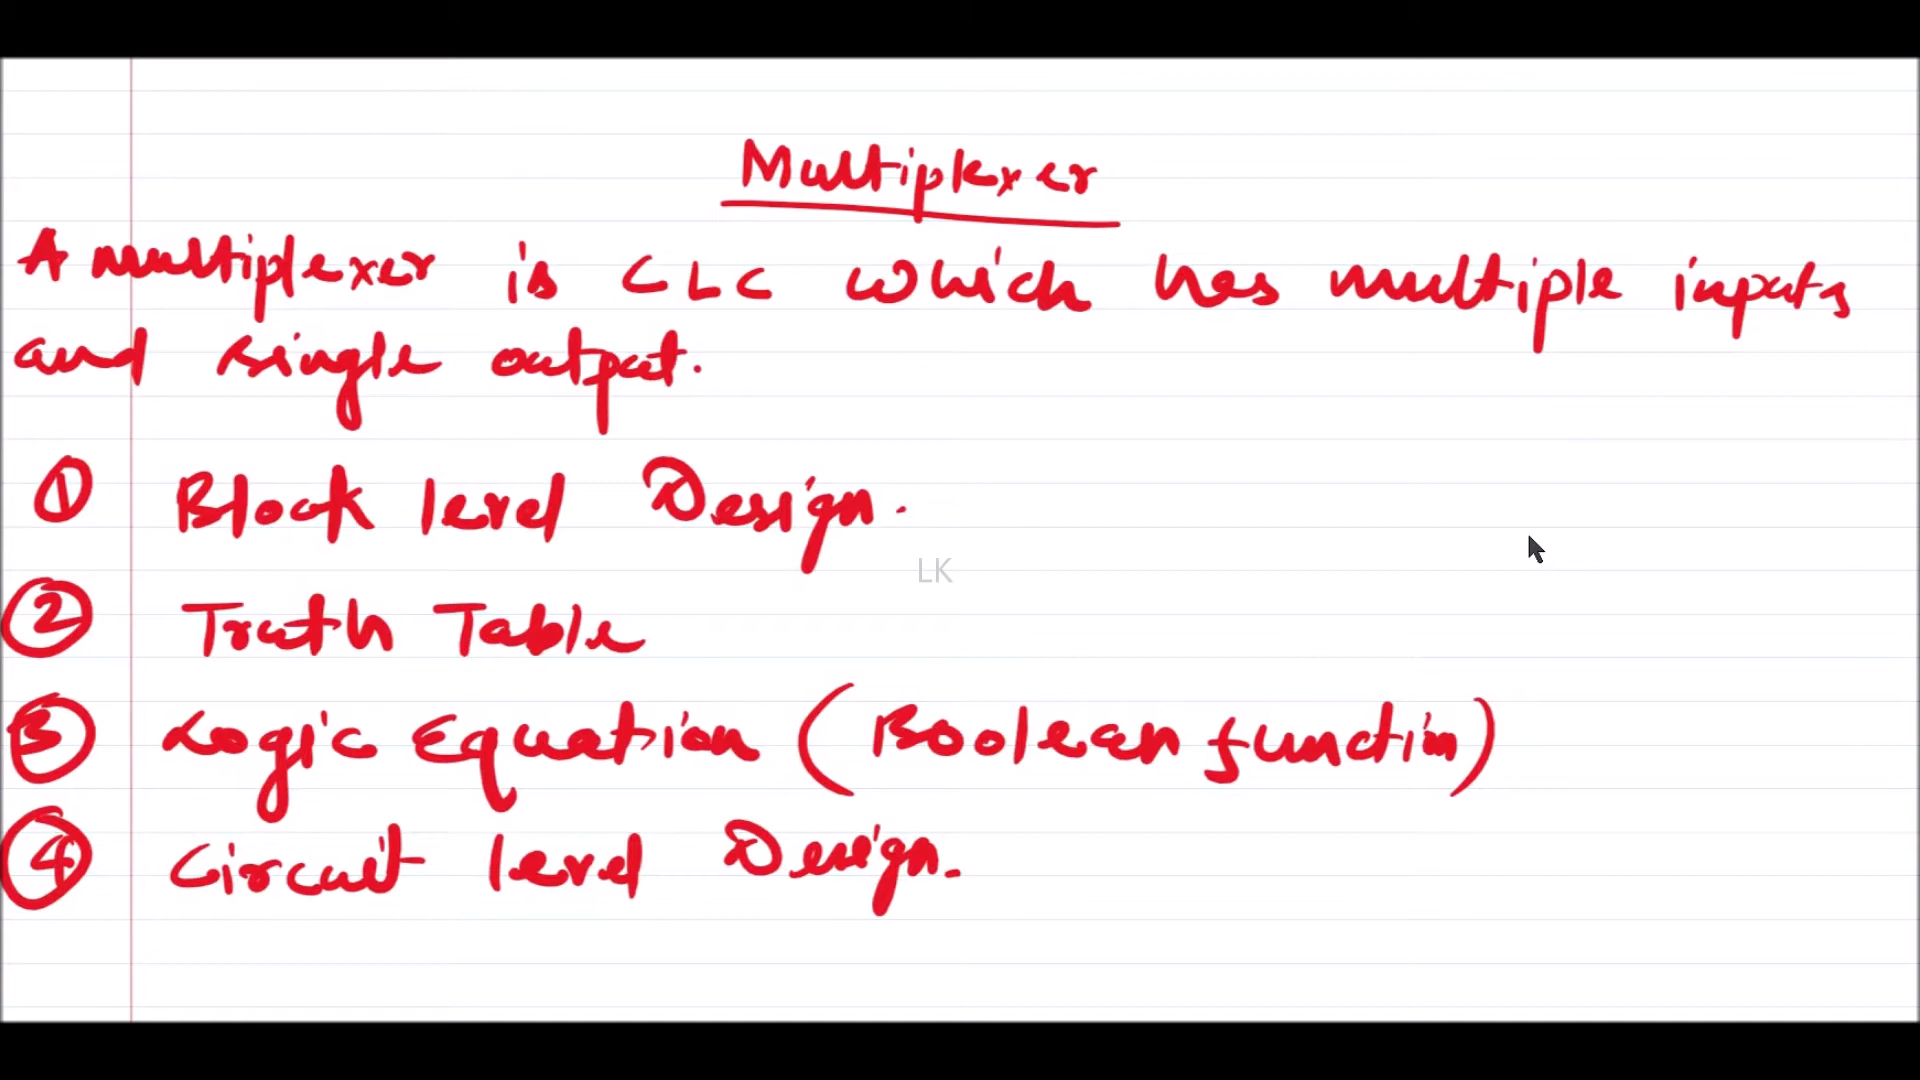 Multiplexer
A multiplexer is CLC which has multiple inputs
and single output.
① Block level Design.
LK
② Truth Table
③ Logic Equation (Boolean function)
④ Circuit level Design.